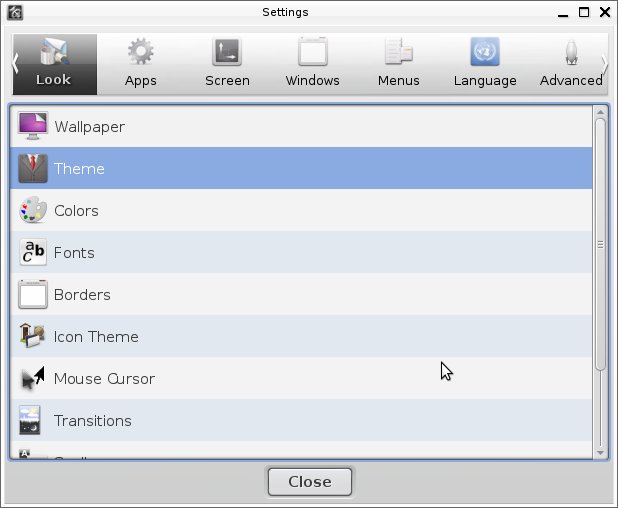 Settings
Look
Apps
Screen
Windows
Menus
Language
Advanced
Wallpaper
Theme
Colors
abc Fonts
Borders
Icon Theme
Mouse Cursor
Transitions
Close